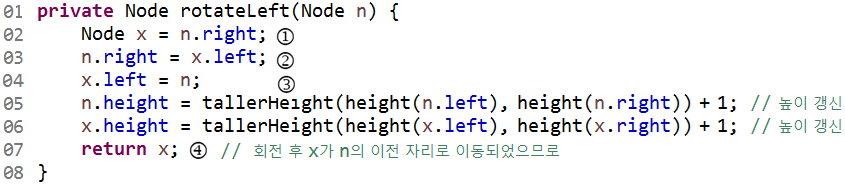 01 private Node rotateLeft(Node n) {
02     Node x = n.right; ①
03     n.right = x.left; ②
04     x.left = n;       ③
05     n.height = tallerHeight(height(n.left), height(n.right)) + 1; // 높이 갱신
06     x.height = tallerHeight(height(x.left), height(x.right)) + 1; // 높이 갱신
07     return x; ④ // 회전 후 x가 n의 이전 자리로 이동되었으므로
08 }